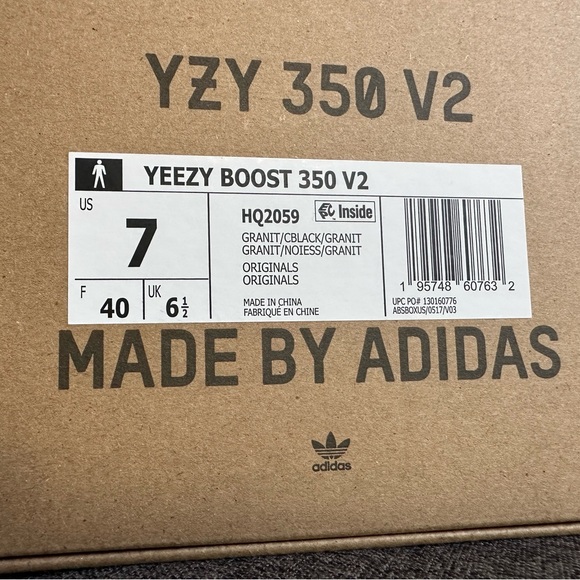 YZY 350 V2
YEEZY BOOST 350 V2
US
7
F
40
UK
6 1/2
HQ2059
Inside
GRANIT/CBLACK/GRANIT
GRANIT/NOIESS/GRANIT
ORIGINALS
ORIGINALS
MADE IN CHINA
FABRIQUÉ EN CHINE
1 95748 60763 2
UPC PO# 130160776
ABSBOXUS/0517/V03
MADE BY ADIDAS
adidas